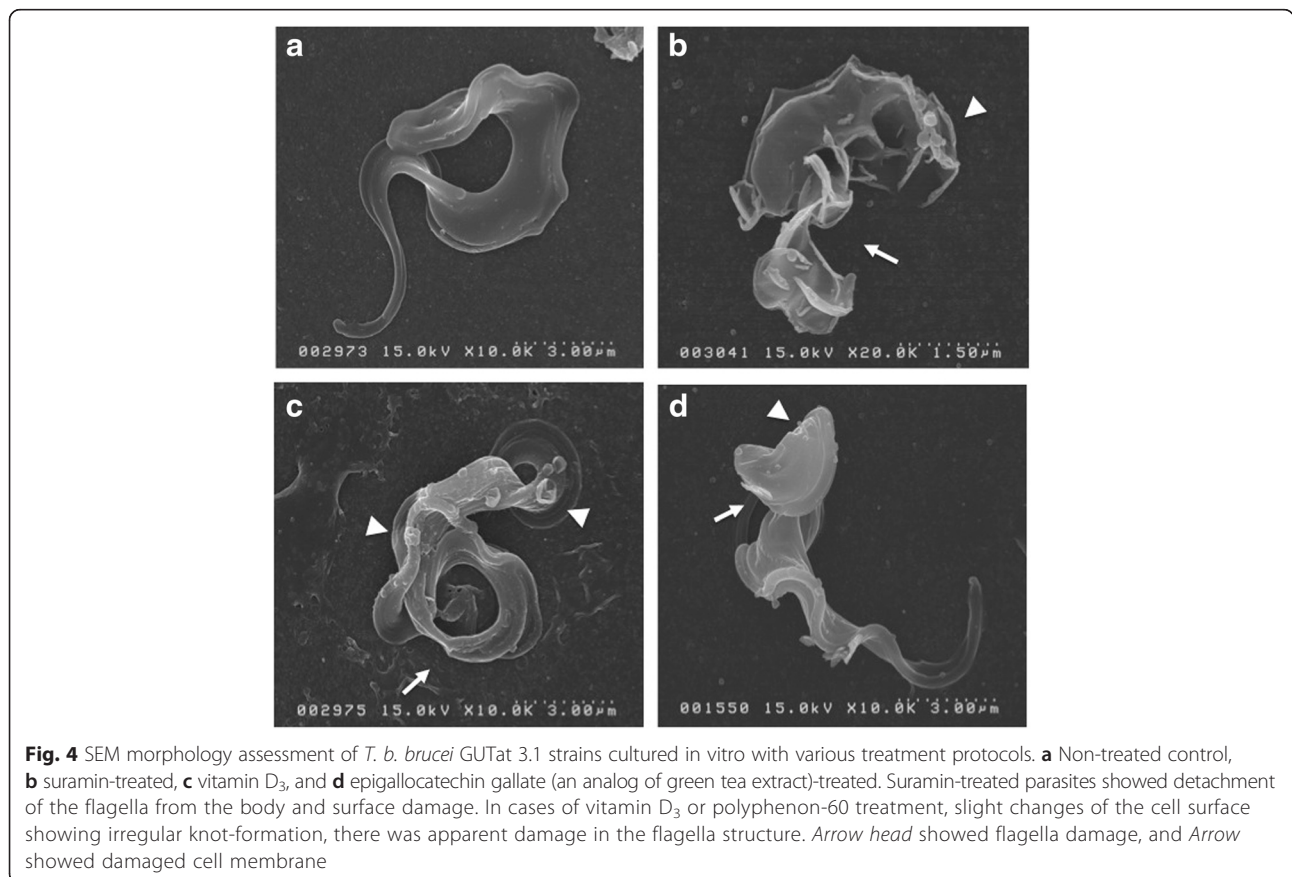 a
b
002973 15.0kV X10.0K 3.00µm
003041 15.0kV X20.0K 1.50µm
c
d
002975 15.0kV X10.0K 3.00µm
001550 15.0kV X10.0K 3.00µm
Fig. 4 SEM morphology assessment of T. b. brucei GUTat 3.1 strains cultured in vitro with various treatment protocols. a Non-treated control,
b suramin-treated, c vitamin D₃, and d epigallocatechin gallate (an analog of green tea extract)-treated. Suramin-treated parasites showed detachment
of the flagella from the body and surface damage. In cases of vitamin D₃ or polyphenon-60 treatment, slight changes of the cell surface
showing irregular knot-formation, there was apparent damage in the flagella structure. Arrow head showed flagella damage, and Arrow
showed damaged cell membrane